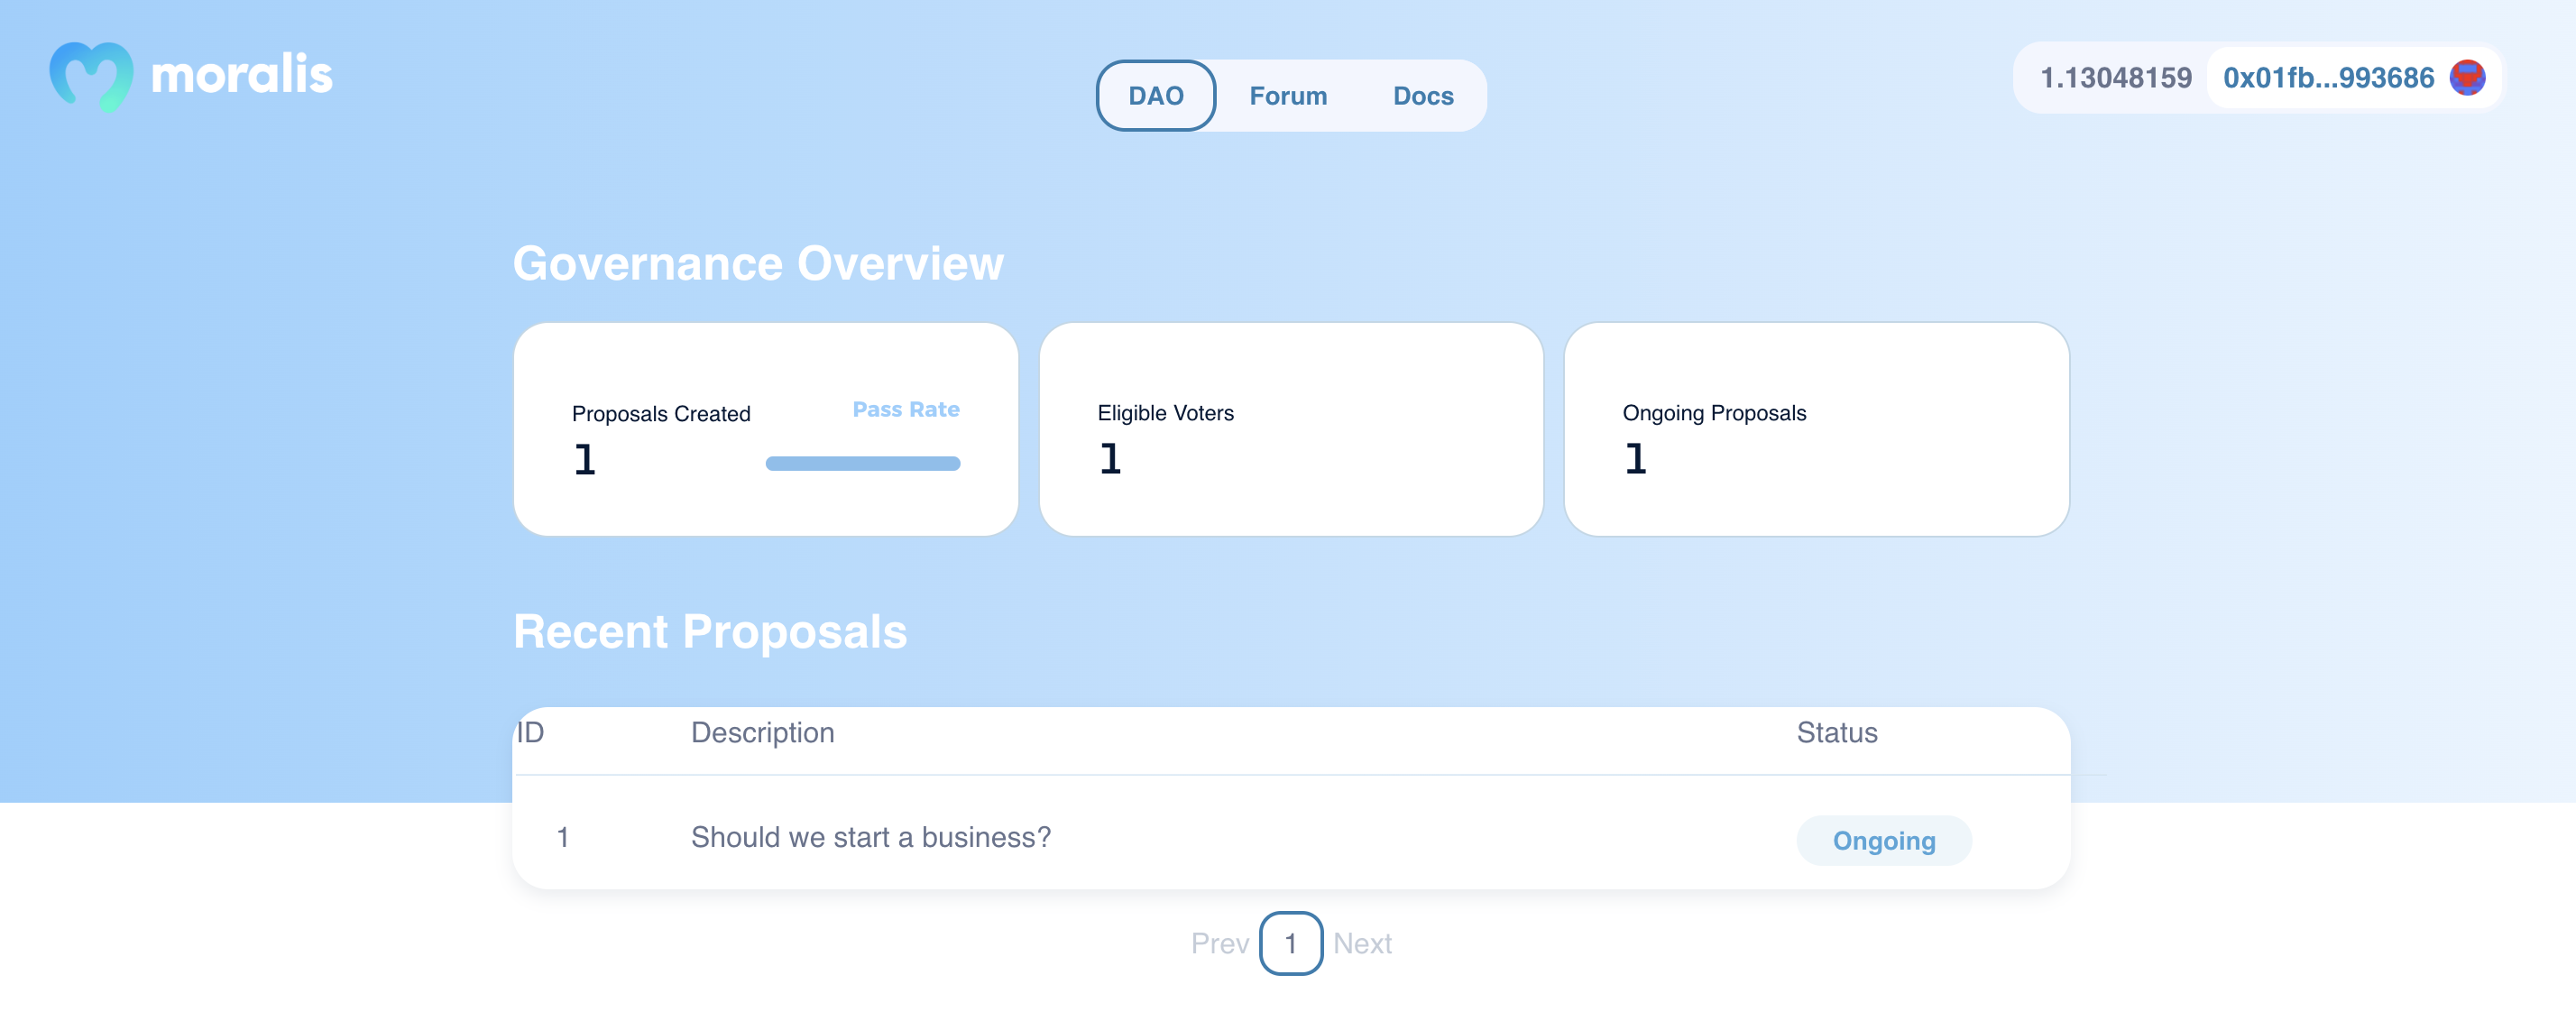 moralis
DAO Forum Docs
1.13048159 0x01fb...993686
Governance Overview
Proposals Created
1
Pass Rate
Eligible Voters
1
Ongoing Proposals
1
Recent Proposals
ID Description Status
1 Should we start a business? Ongoing
Prev 1 Next